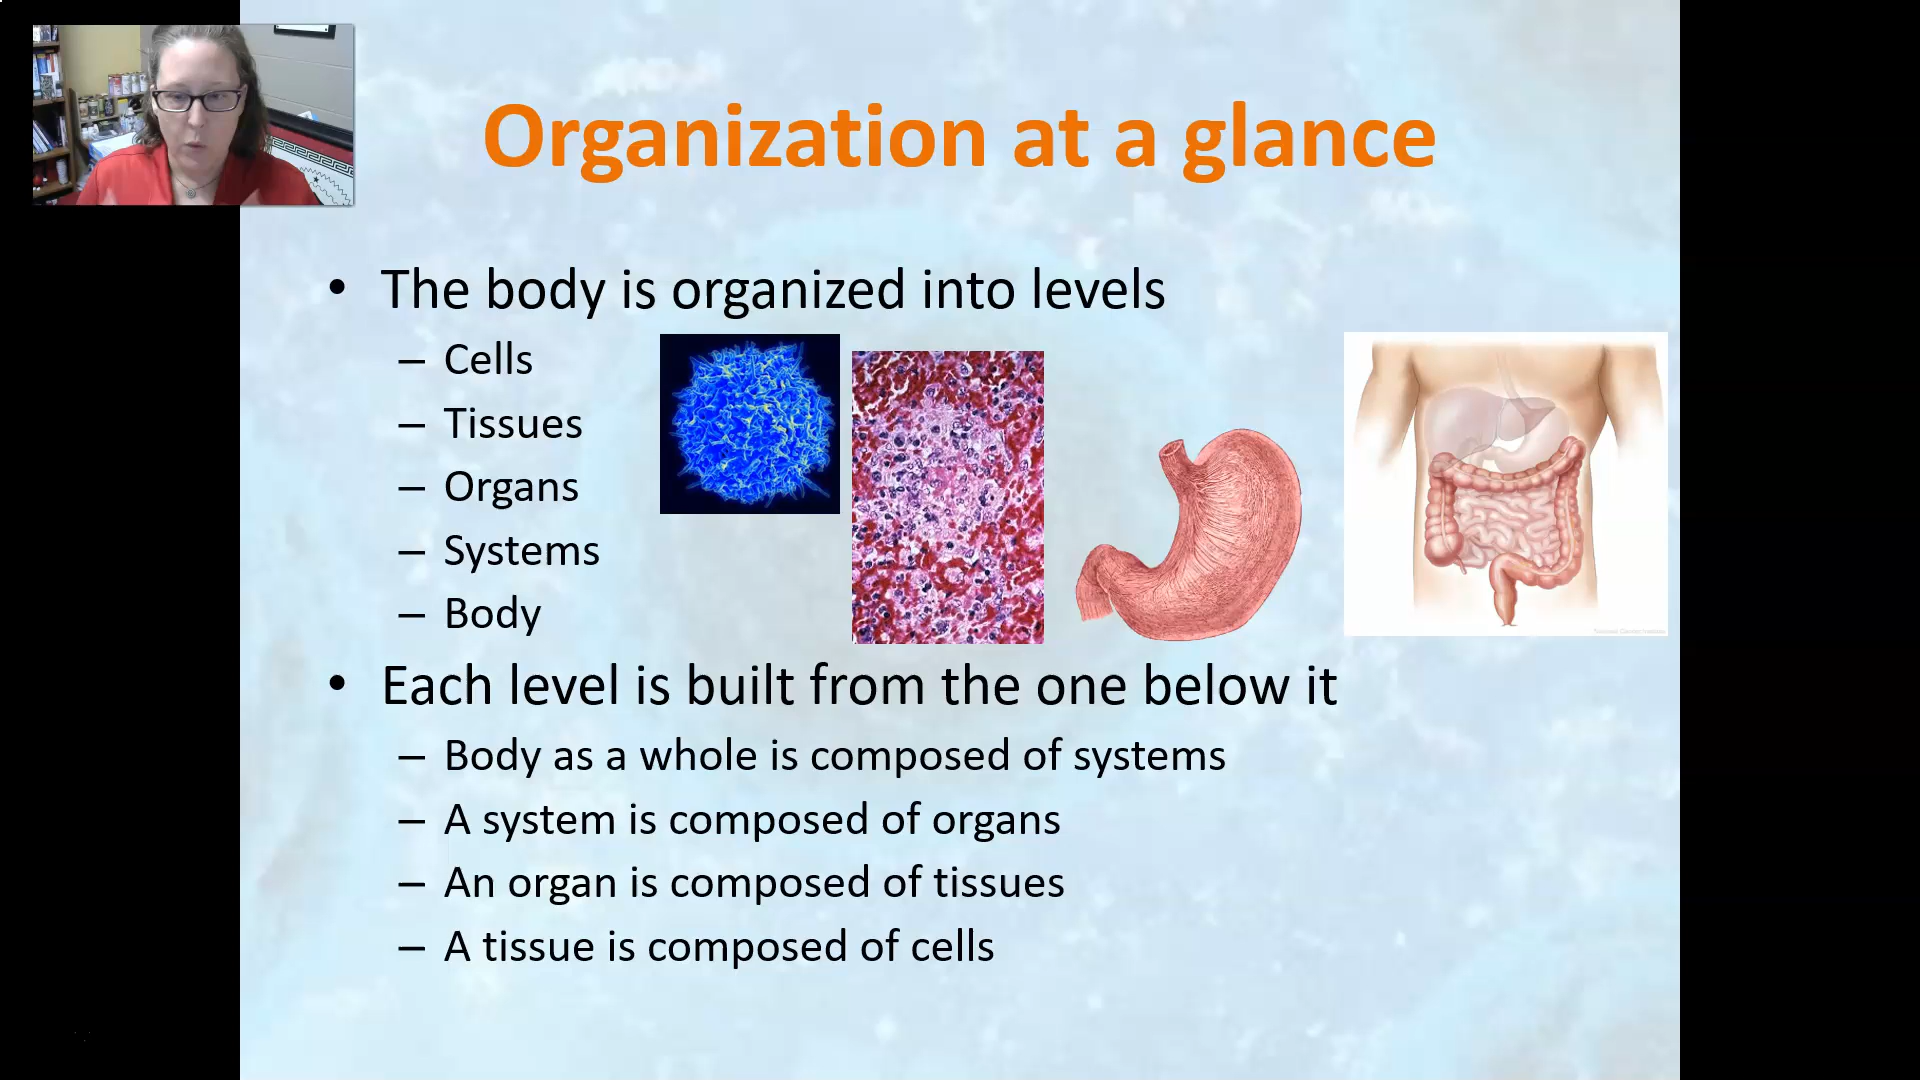 Organization at a glance
• The body is organized into levels
– Cells
– Tissues
– Organs
– Systems
– Body
• Each level is built from the one below it
– Body as a whole is composed of systems
– A system is composed of organs
– An organ is composed of tissues
– A tissue is composed of cells